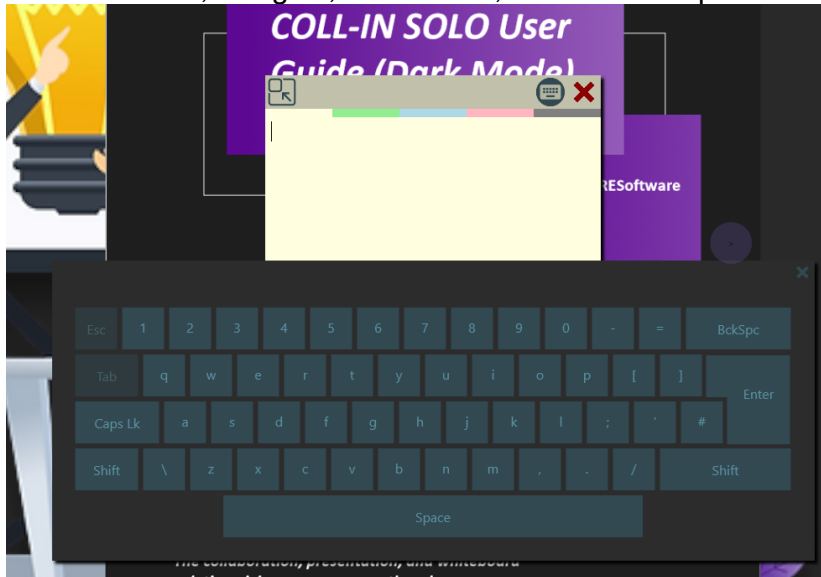 COLL-IN SOLO User
Guide (Dark Mode)
RESoftware
>
Esc 1 2 3 4 5 6 7 8 9 0 - = BckSpc
Tab q w e r t y u i o p [ ] Enter
Caps Lk a s d f g h j k l ; ' #
Shift \ z x c v b n m , . / Shift
Space
The collaboration, presentation, and whiteboard